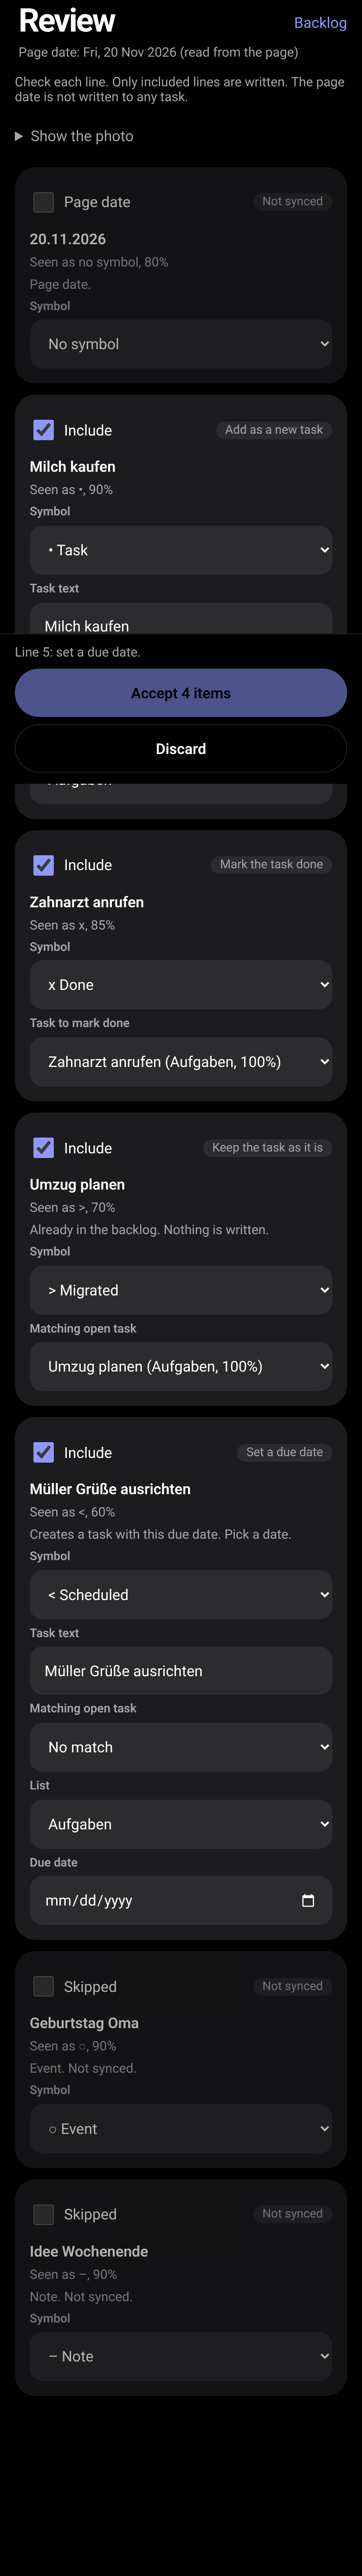 Review
Backlog
Page date: Fri, 20 Nov 2026 (read from the page)
Check each line. Only included lines are written. The page
date is not written to any task.
▶ Show the photo
Page date
Not synced
20.11.2026
Seen as no symbol, 80%
Page date.
Symbol
No symbol
Include
Add as a new task
Milch kaufen
Seen as •, 90%
Symbol
• Task
Task text
Milch kaufen
Line 5: set a due date.
Accept 4 items
Discard
Include
Mark the task done
Zahnarzt anrufen
Seen as x, 85%
Symbol
x Done
Task to mark done
Zahnarzt anrufen (Aufgaben, 100%)
Include
Keep the task as it is
Umzug planen
Seen as >, 70%
Already in the backlog. Nothing is written.
Symbol
> Migrated
Matching open task
Umzug planen (Aufgaben, 100%)
Include
Set a due date
Müller Grüße ausrichten
Seen as <, 60%
Creates a task with this due date. Pick a date.
Symbol
< Scheduled
Task text
Müller Grüße ausrichten
Matching open task
No match
List
Aufgaben
Due date
mm/dd/yyyy
Skipped
Not synced
Geburtstag Oma
Seen as ○, 90%
Event. Not synced.
Symbol
○ Event
Skipped
Not synced
Idee Wochenende
Seen as –, 90%
Note. Not synced.
Symbol
– Note